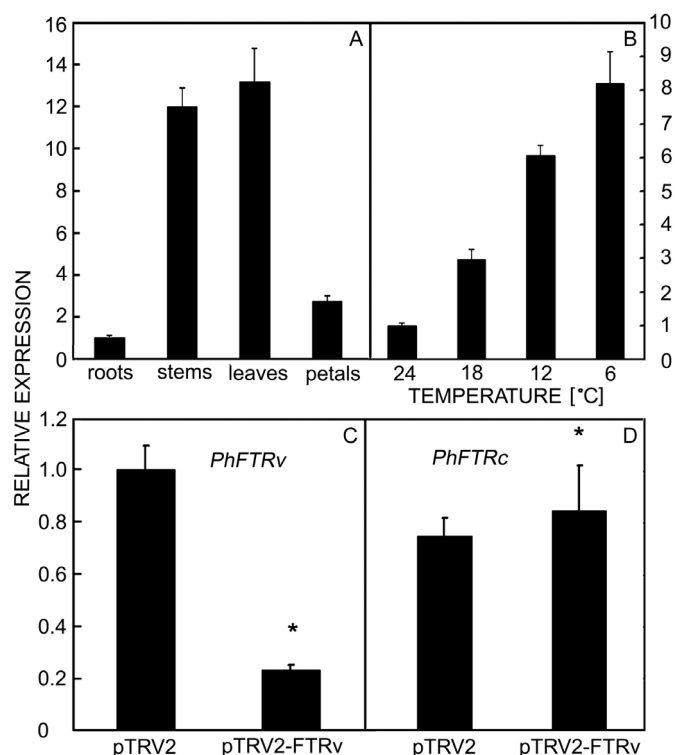 RELATIVE EXPRESSION
16
14
12
10
8
6
4
2
0
A
roots stems leaves petals
B
10
9
8
7
6
5
4
3
2
1
0
24 18 12 6
TEMPERATURE [°C]
1.2
1.0
0.8
0.6
0.4
0.2
0
C
PhFTRv
*
pTRV2 pTRV2-FTRv
D
PhFTRc
*
pTRV2 pTRV2-FTRv